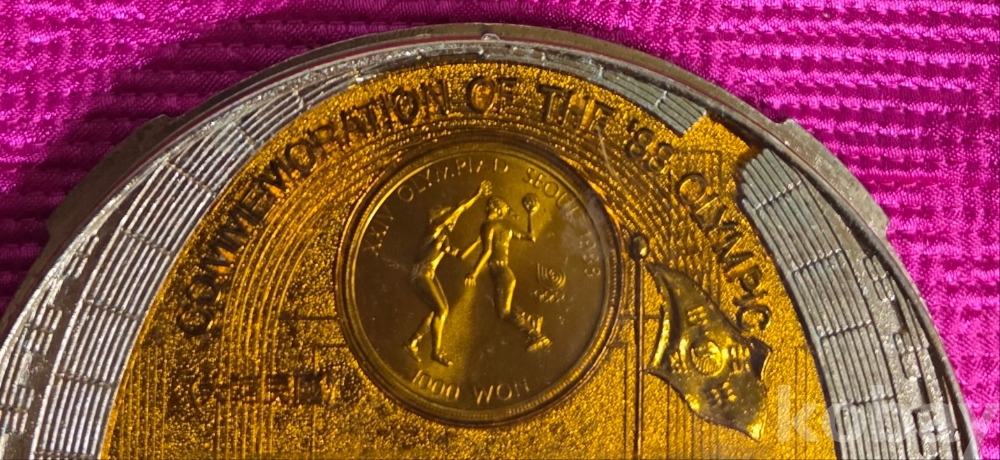 COMMEMORATION OF THE '88 OLYMPIC
XXIV OLYMPIAD SEOUL 1988
1000 WON